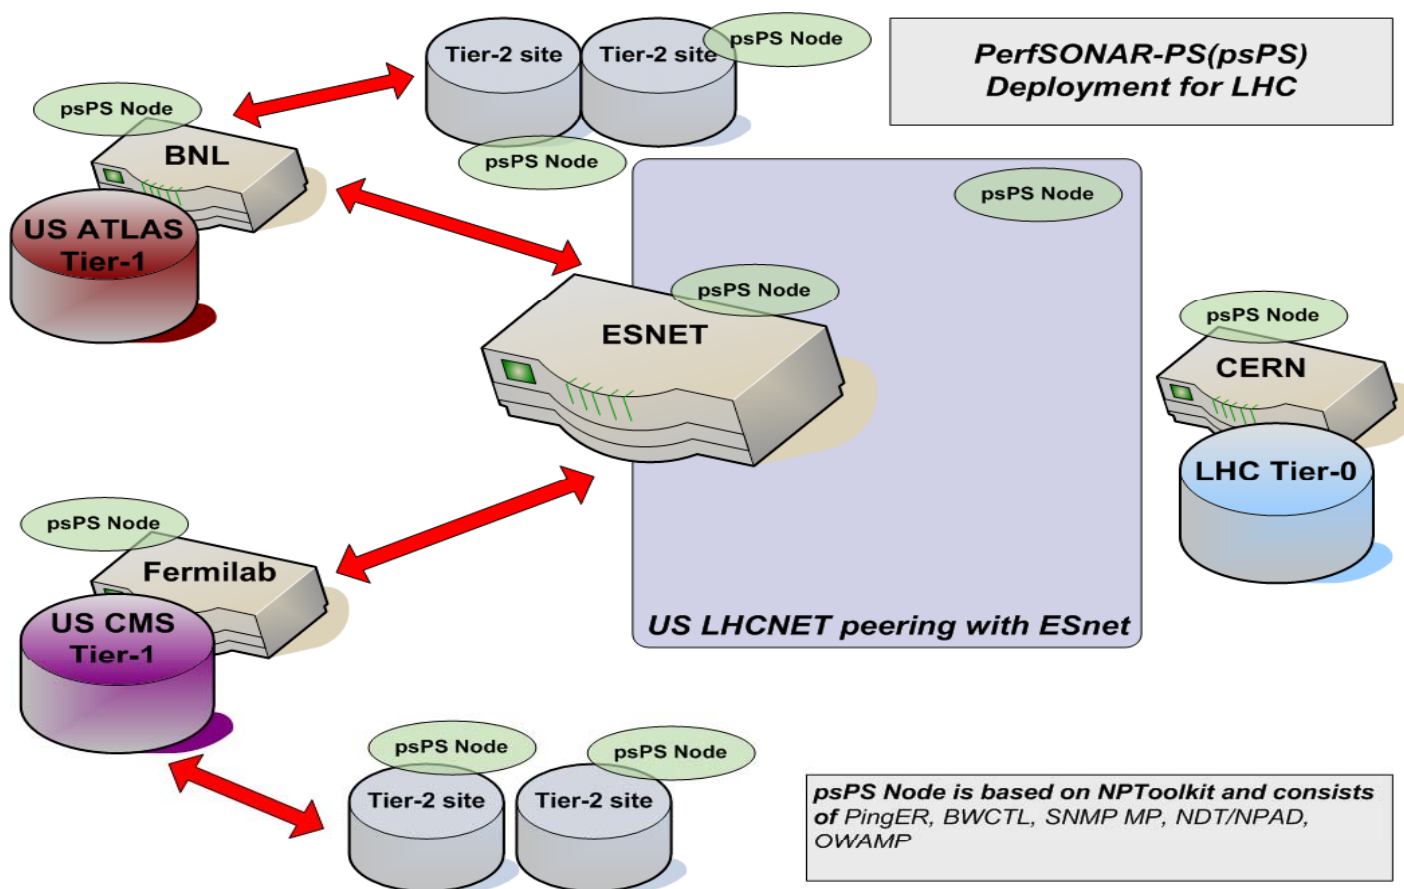 Tier-2 site
Tier-2 site
psPS Node
PerfSONAR-PS(psPS)
Deployment for LHC
psPS Node
BNL
psPS Node
US ATLAS
Tier-1
psPS Node
psPS Node
ESNET
psPS Node
CERN
LHC Tier-0
psPS Node
Fermilab
US CMS
Tier-1
US LHCNET peering with ESnet
psPS Node
psPS Node
Tier-2 site
Tier-2 site
psPS Node is based on NPToolkit and consists
of PingER, BWCTL, SNMP MP, NDT/NPAD,
OWAMP